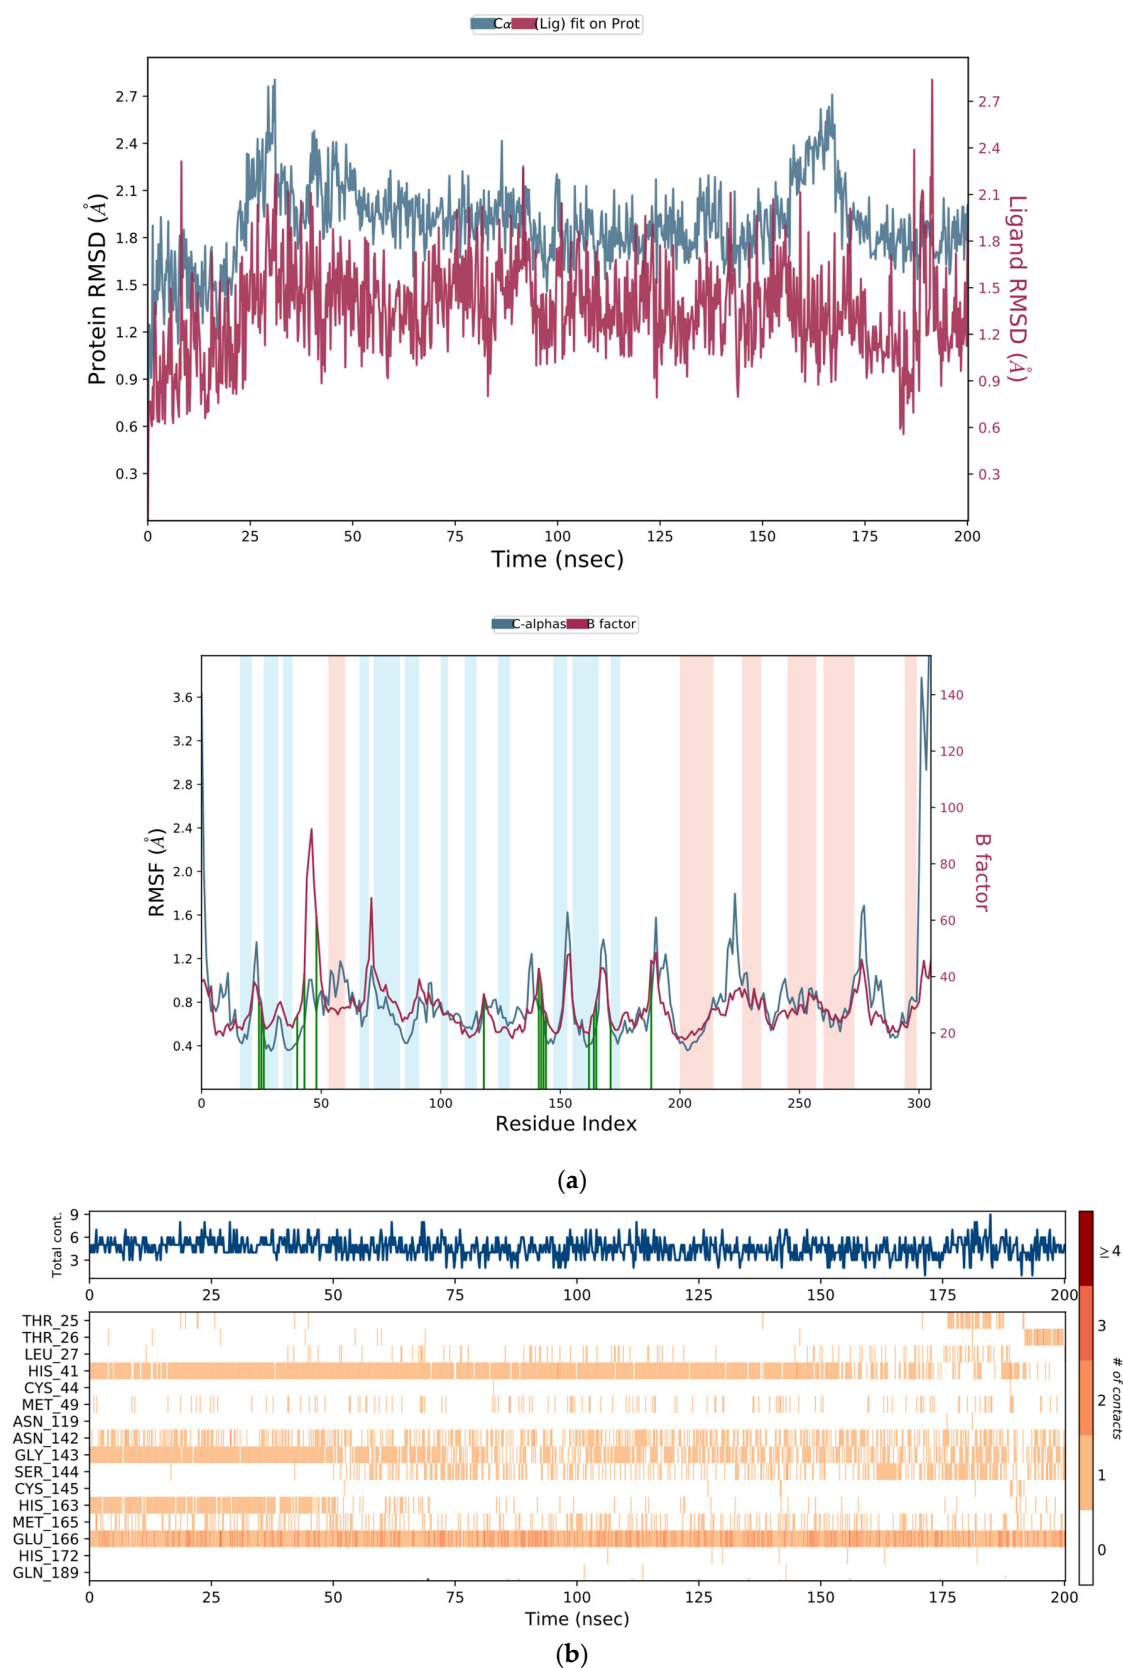 Cα (Lig) fit on Prot
Protein RMSD (Å)
2.7
2.4
2.1
1.8
1.5
1.2
0.9
0.6
0.3
2.7
2.4
2.1
1.8
1.5
1.2
0.9
0.6
0.3
Ligand RMSD (Å)
0 25 50 75 100 125 150 175 200
Time (nsec)
C-alphas B factor
RMSF (Å)
3.6
3.2
2.8
2.4
2.0
1.6
1.2
0.8
0.4
140
120
100
80
60
40
20
B factor
0 50 100 150 200 250 300
Residue Index
(a)
Total cont.
9
6
3
0 25 50 75 100 125 150 175 200
THR_25
THR_26
LEU_27
HIS_41
CYS_44
MET_49
ASN_119
ASN_142
GLY_143
SER_144
CYS_145
HIS_163
MET_165
GLU_166
HIS_172
GLN_189
0 25 50 75 100 125 150 175 200
Time (nsec)
≥4
3
2
1
0
# of contacts
(b)